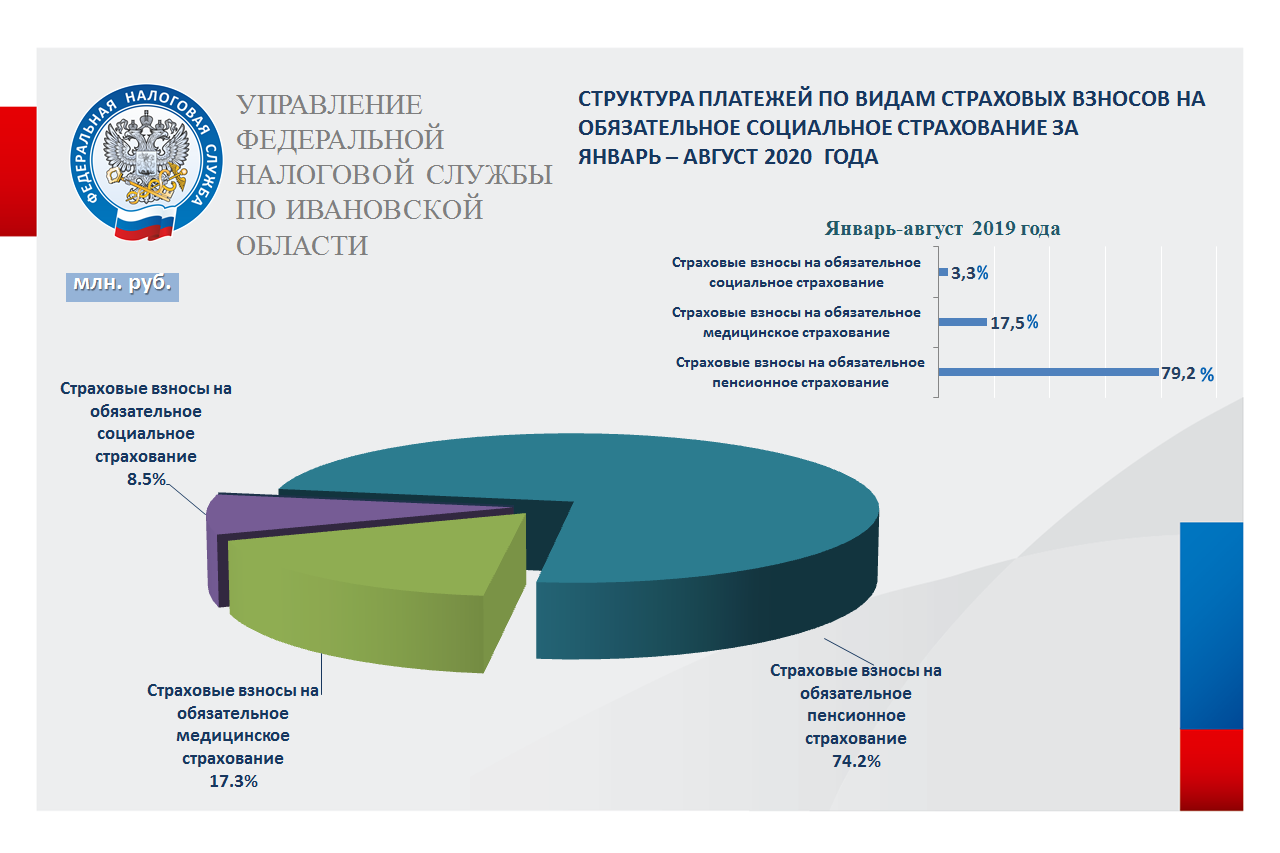 ФЕДЕРАЛЬНАЯ НАЛОГОВАЯ СЛУЖБА
УПРАВЛЕНИЕ
ФЕДЕРАЛЬНОЙ
НАЛОГОВОЙ СЛУЖБЫ
ПО ИВАНОВСКОЙ
ОБЛАСТИ
СТРУКТУРА ПЛАТЕЖЕЙ ПО ВИДАМ СТРАХОВЫХ ВЗНОСОВ НА
ОБЯЗАТЕЛЬНОЕ СОЦИАЛЬНОЕ СТРАХОВАНИЕ ЗА
ЯНВАРЬ – АВГУСТ 2020 ГОДА
млн. руб.
Январь-август 2019 года
Страховые взносы на обязательное
социальное страхование
3,3%
Страховые взносы на обязательное
медицинское страхование
17,5%
Страховые взносы на обязательное
пенсионное страхование
79,2 %
Страховые взносы на
обязательное
социальное
страхование
8.5%
Страховые взносы на
обязательное
медицинское
страхование
17.3%
Страховые взносы на
обязательное
пенсионное
страхование
74.2%